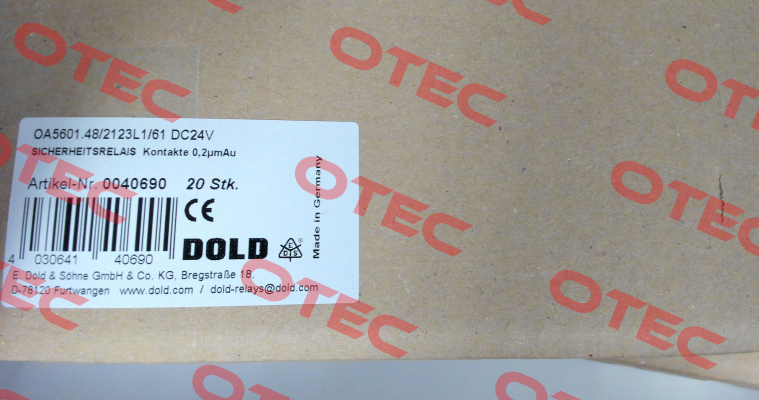 OA5601.48/2123L1/61 DC24V
SICHERHEITSRELAIS Kontakte 0,2µmAu
Artikel-Nr. 0040690 20 Stk.
CE
4 030641 40690
DOLD
E D&S ®
Made in Germany
E. Dold & Söhne GmbH & Co. KG, Bregstraße 18
D-78120 Furtwangen www.dold.com / dold-relays@dold.com
OTEC
OTEC
OTEC
OTEC
OTEC
OTEC
OTEC
OTEC
OTEC
OTEC